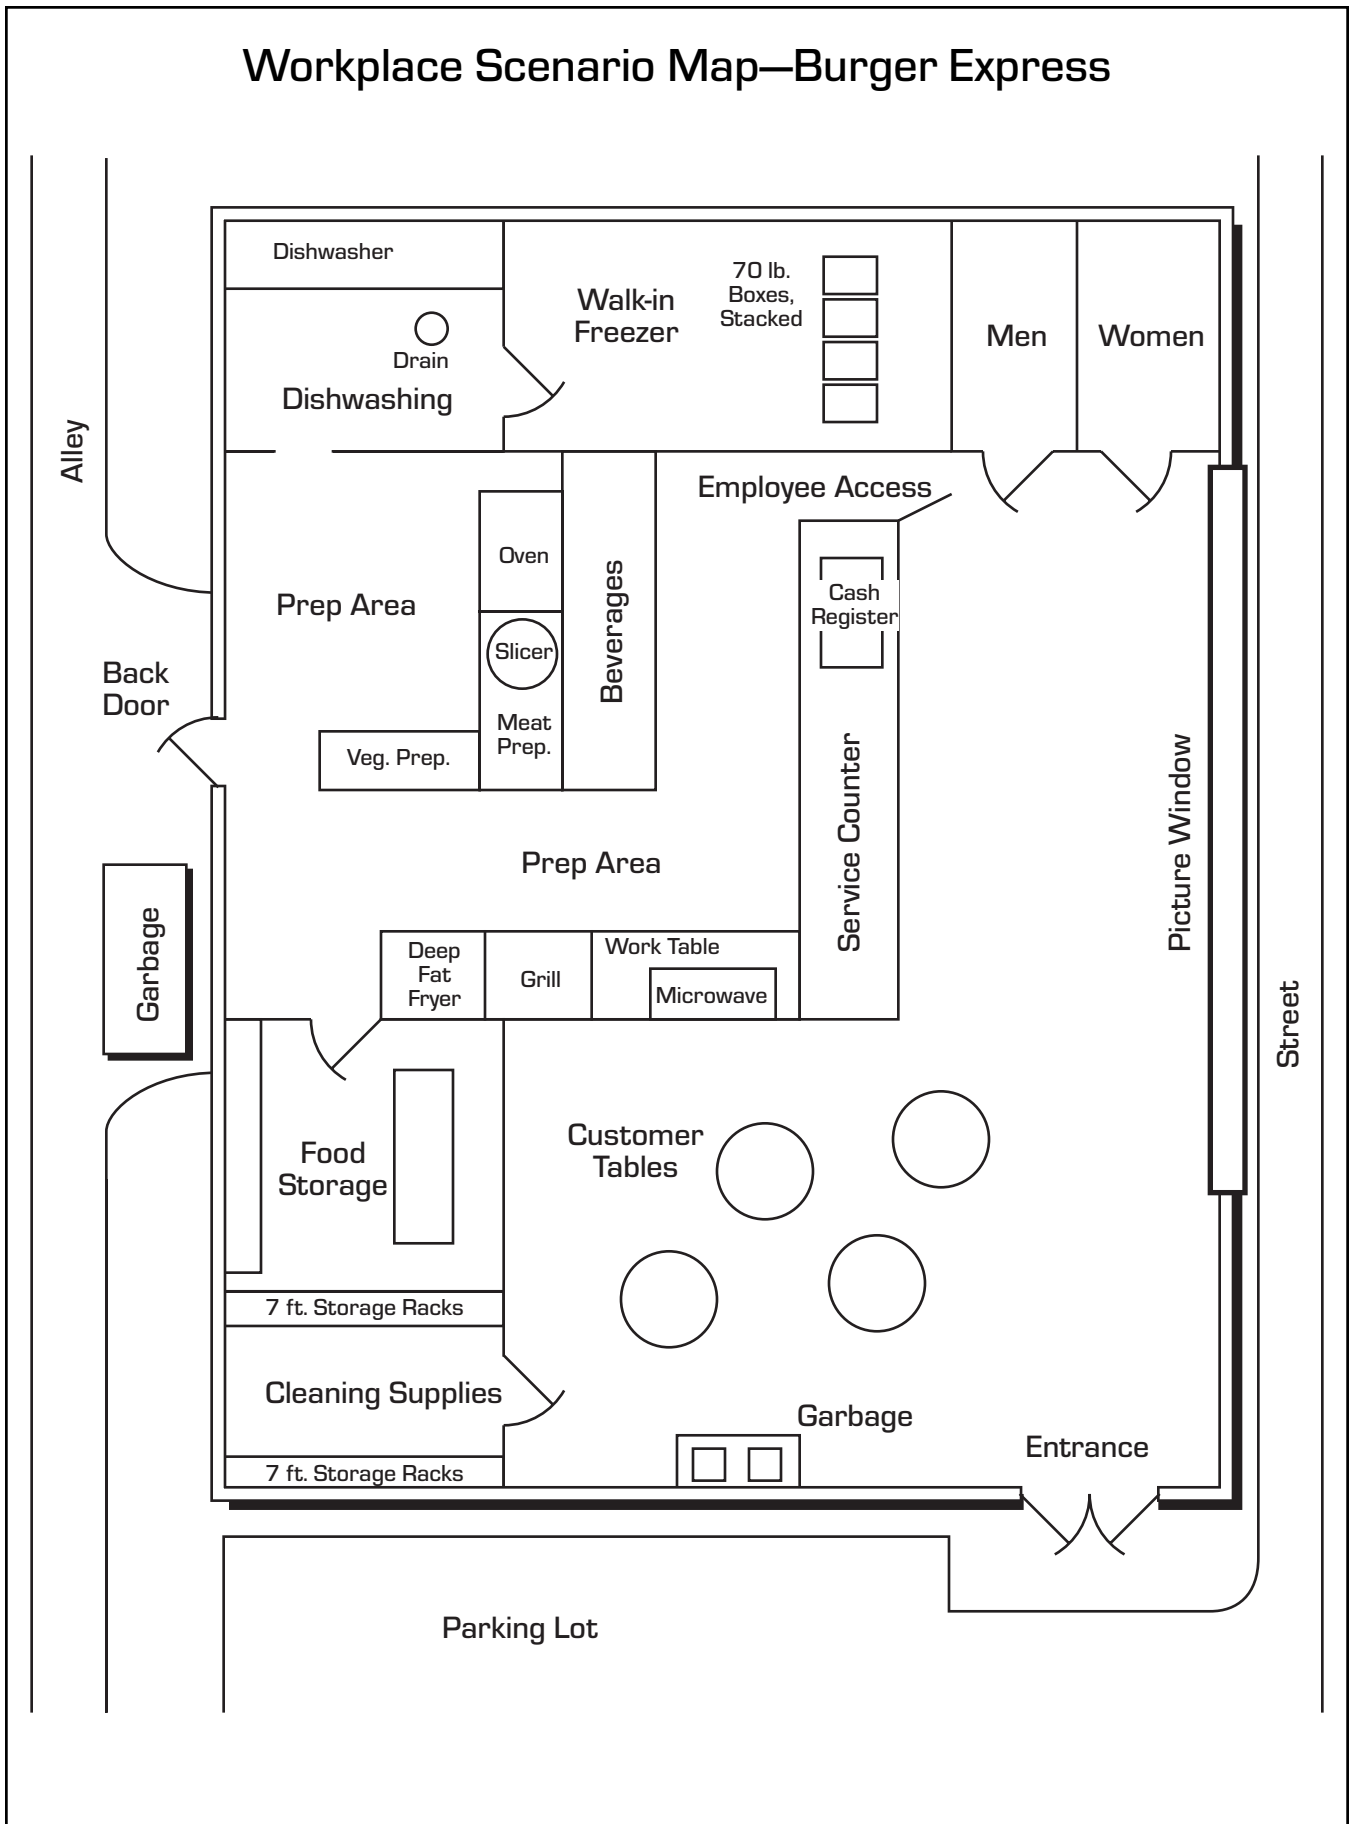 Workplace Scenario Map—Burger Express
Dishwasher
Drain
Dishwashing
Walk-in
Freezer
70 lb.
Boxes,
Stacked
Men
Women
Alley
Employee Access
Oven
Prep Area
Slicer
Meat
Prep.
Veg. Prep.
Beverages
Cash
Register
Service Counter
Picture Window
Street
Back
Door
Prep Area
Garbage
Deep
Fat
Fryer
Grill
Work Table
Microwave
Food
Storage
Customer
Tables
7 ft. Storage Racks
Cleaning Supplies
7 ft. Storage Racks
Garbage
Entrance
Parking Lot